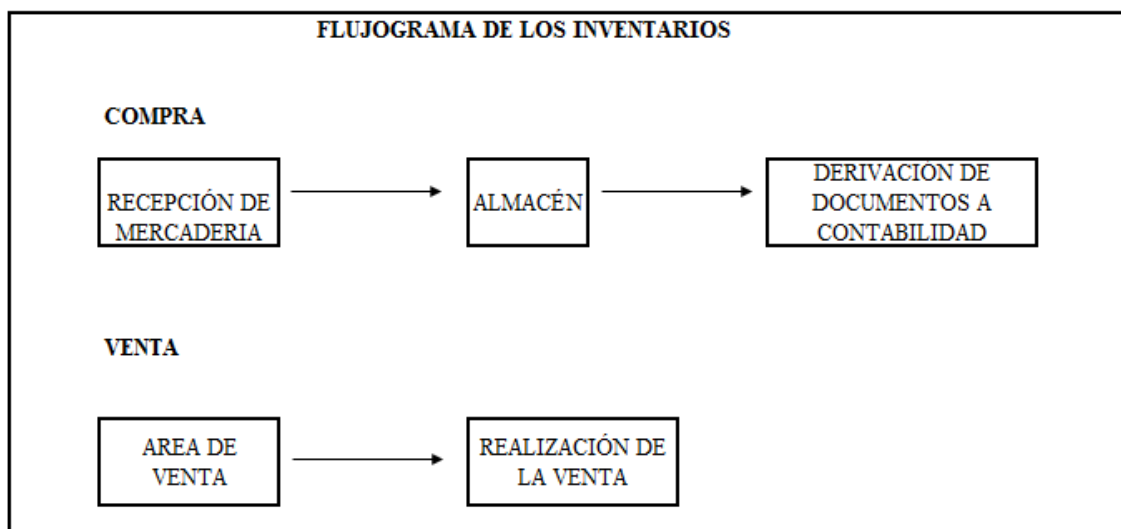 FLUJOGRAMA DE LOS INVENTARIOS
COMPRA
RECEPCIÓN DE
MERCADERIA
ALMACÉN
DERIVACIÓN DE
DOCUMENTOS A
CONTABILIDAD
VENTA
AREA DE
VENTA
REALIZACIÓN DE
LA VENTA